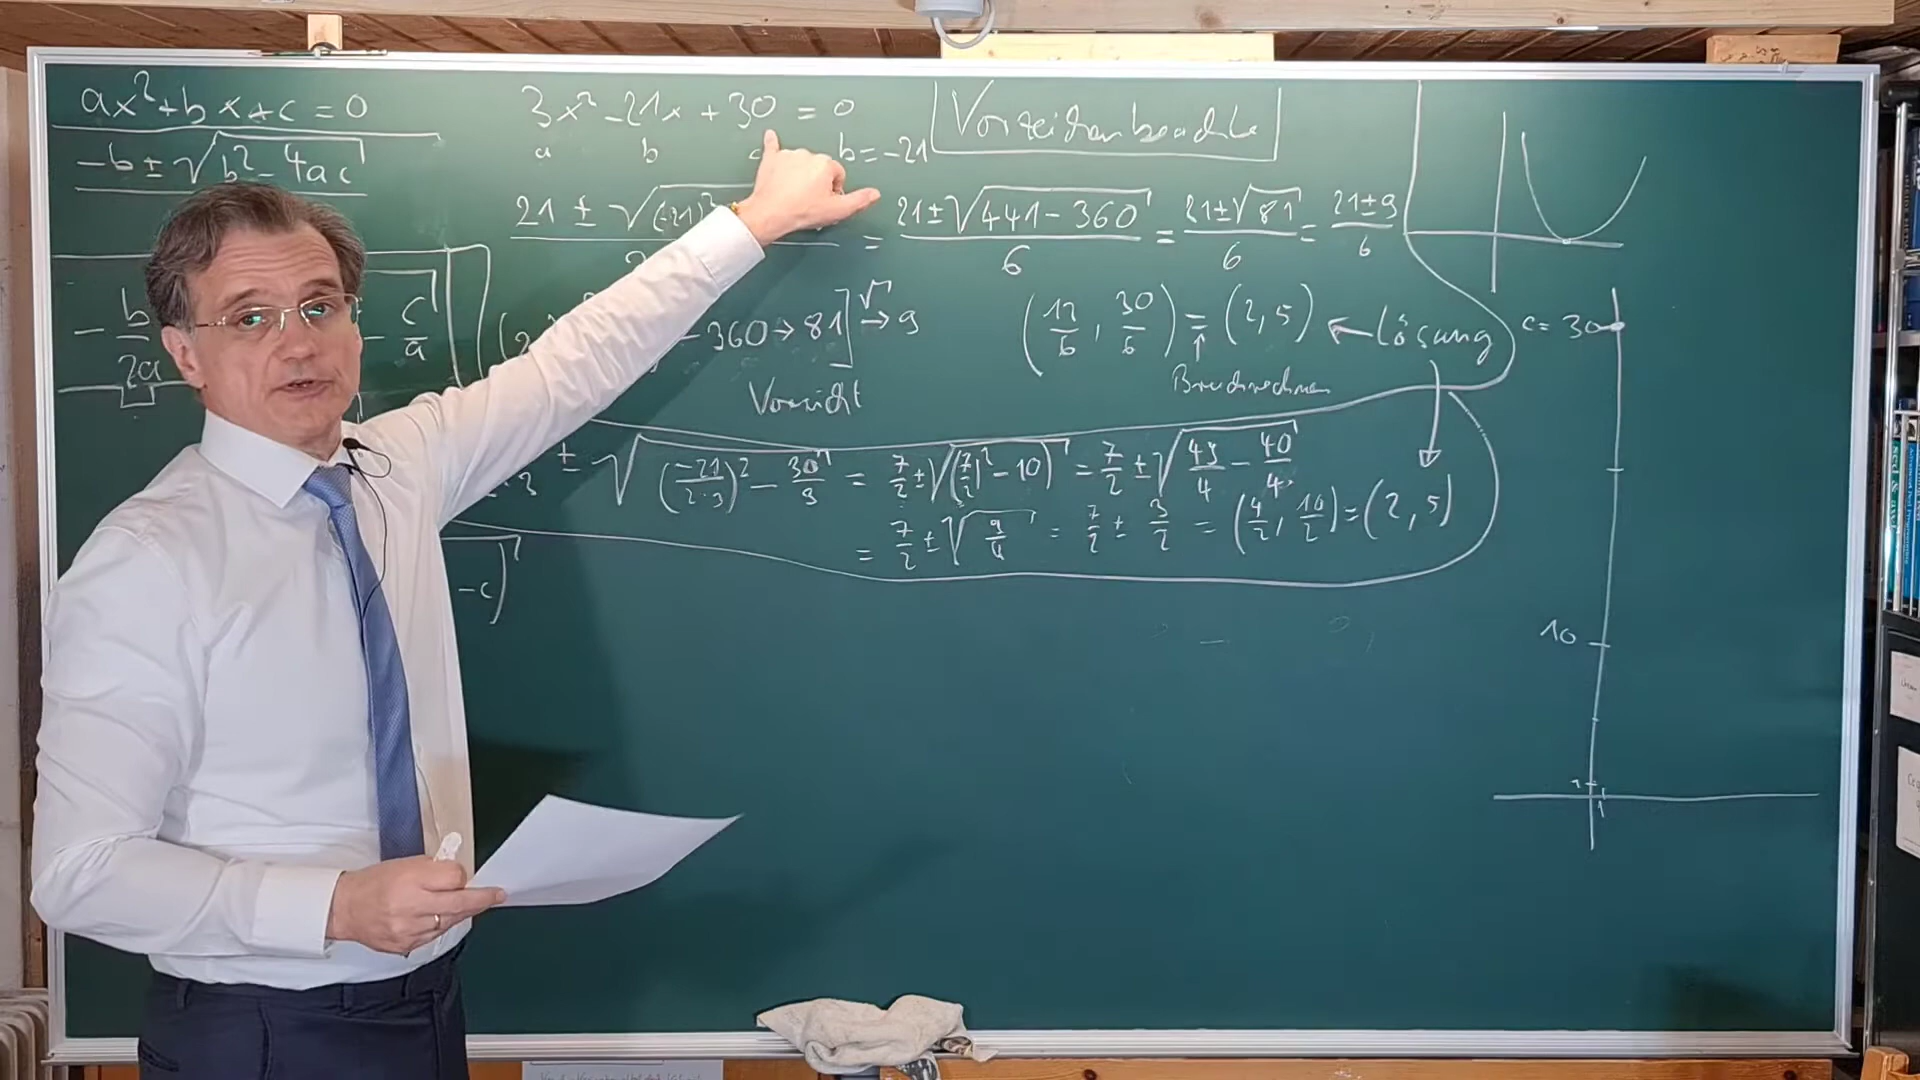 ax²+bx+c=0
-b±√b²-4ac
- b/2a
- c/a
-c)
3x²-21x+30=0
a b c b=-21
Vorzeichen beachten
21±√(-21)² = (21±√441-360)/6 = (21±√81)/6 = (21±9)/6
-360→81] √→ 9
Vorsicht
(12/6, 30/6) = (2,5) ← Lösung
↑
Bruchrechnen
±√(-21/2·3)²-30/3 = 7/2±√(7/2)²-10 = 7/2±√49/4-40/4
= 7/2±√9/4 = 7/2±3/2 = (4/2, 10/2)=(2,5)
c=30
10
1
1